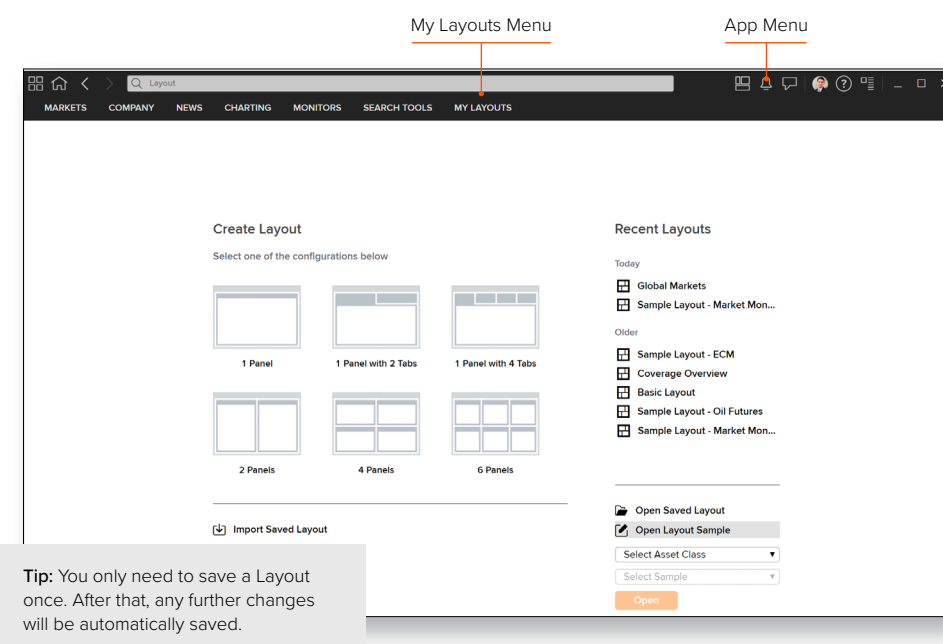 My Layouts Menu
App Menu
Layout
MARKETS COMPANY NEWS CHARTING MONITORS SEARCH TOOLS MY LAYOUTS
Create Layout
Select one of the configurations below
1 Panel
1 Panel with 2 Tabs
1 Panel with 4 Tabs
2 Panels
4 Panels
6 Panels
Import Saved Layout
Recent Layouts
Today
Global Markets
Sample Layout - Market Mon...
Older
Sample Layout - ECM
Coverage Overview
Basic Layout
Sample Layout - Oil Futures
Sample Layout - Market Mon...
Open Saved Layout
Open Layout Sample
Select Asset Class
Select Sample
Open
Tip: You only need to save a Layout
once. After that, any further changes
will be automatically saved.